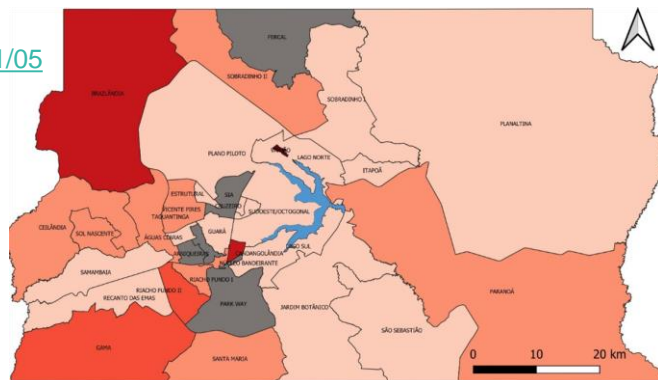 1/05
FERCAL
BRAZLÂNDIA
SOBRADINHO II
SOBRADINHO
PLANALTINA
PLANO PILOTO
LAGO NORTE
ITAPOÃ
ESTRUTURAL
SIA
VICENTE PIRES
CRUZEIRO
TAGUATINGA
SUDOESTE/OCTOGONAL
CEILÂNDIA
SOL NASCENTE
GUARÁ
ÁGUAS CLARAS
LAGO SUL
CANDANGOLÂNDIA
NÚCLEO BANDEIRANTE
SAMAMBAIA
RIACHO FUNDO I
RIACHO FUNDO II
RECANTO DAS EMAS
PARK WAY
JARDIM BOTÂNICO
PARANOÁ
SÃO SEBASTIÃO
GAMA
SANTA MARIA
0 10 20 km